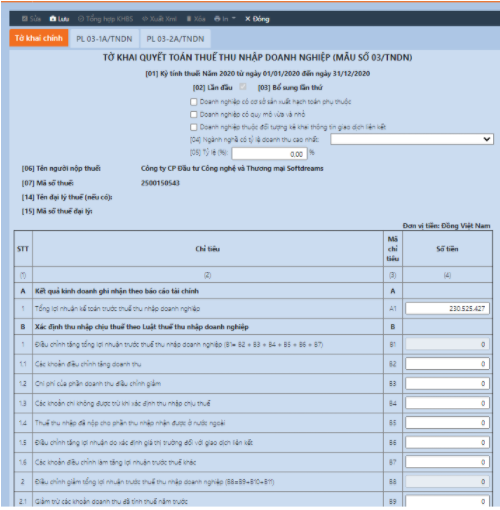 Sửa Lưu Tổng hợp KHBS Xuất Xml Xóa In × Đóng
Tờ khai chính PL 03-1A/TNDN PL 03-2A/TNDN
TỜ KHAI QUYẾT TOÁN THUẾ THU NHẬP DOANH NGHIỆP (MẪU SỐ 03/TNDN)
[01] Kỳ tính thuế: Năm 2020 từ ngày 01/01/2020 đến ngày 31/12/2020
[02] Lần đầu [03] Bổ sung lần thứ
Doanh nghiệp có cơ sở sản xuất hạch toán phụ thuộc
Doanh nghiệp có quy mô vừa và nhỏ
Doanh nghiệp thuộc đối tượng kê khai thông tin giao dịch liên kết
[04] Ngành nghề có tỷ lệ doanh thu cao nhất:
[05] Tỷ lệ (%): 0,00 %
[06] Tên người nộp thuế: Công ty CP Đầu tư Công nghệ và Thương mại Softdreams
[07] Mã số thuế: 2500150543
[14] Tên đại lý thuế (nếu có):
[15] Mã số thuế đại lý:
Đơn vị tiền: Đồng Việt Nam
STT Chỉ tiêu Mã chỉ tiêu Số tiền
(1) (2) (3) (4)
A Kết quả kinh doanh ghi nhận theo báo cáo tài chính A
1 Tổng lợi nhuận kế toán trước thuế thu nhập doanh nghiệp A1 230.525.427
B Xác định thu nhập chịu thuế theo Luật thuế thu nhập doanh nghiệp B
1 Điều chỉnh tăng tổng lợi nhuận trước thuế thu nhập doanh nghiệp (B1= B2 + B3 + B4 + B5 + B6 + B7) B1 0
1.1 Các khoản điều chỉnh tăng doanh thu B2 0
1.2 Chi phí của phần doanh thu điều chỉnh giảm B3 0
1.3 Các khoản chi không được trừ khi xác định thu nhập chịu thuế B4 0
1.4 Thuế thu nhập đã nộp cho phần thu nhập nhận được ở nước ngoài B5 0
1.5 Điều chỉnh tăng lợi nhuận do xác định giá thị trường đối với giao dịch liên kết B6 0
1.6 Các khoản điều chỉnh làm tăng lợi nhuận trước thuế khác B7 0
2 Điều chỉnh giảm tổng lợi nhuận trước thuế thu nhập doanh nghiệp (B8=B9+B10+B11) B8 0
2.1 Giảm trừ các khoản doanh thu đã tính thuế năm trước B9 0